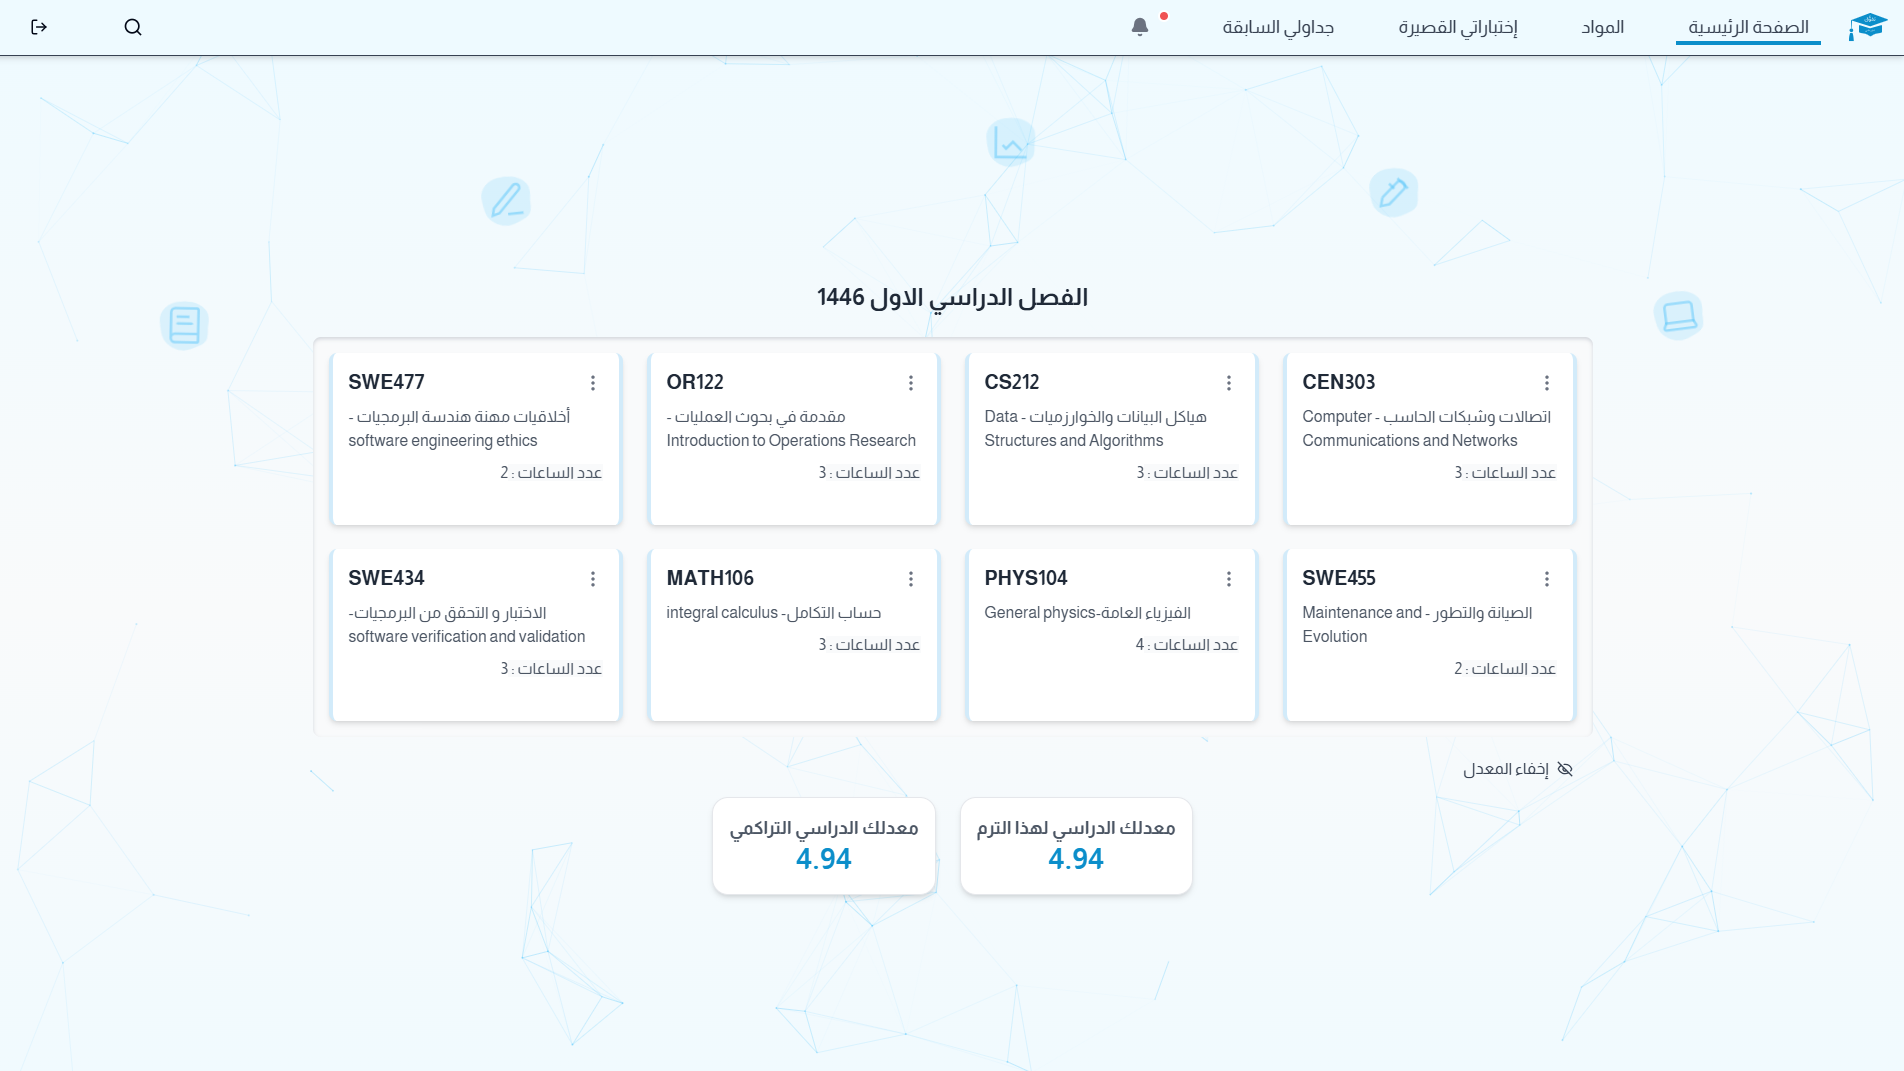 الصفحة الرئيسية
المواد
إختباراتي القصيرة
جداولي السابقة
الفصل الدراسي الاول 1446
CEN303
اتصالات وشبكات الحاسب - Computer
Communications and Networks
عدد الساعات : 3
CS212
هياكل البيانات والخوارزميات - Data
Structures and Algorithms
عدد الساعات : 3
OR122
مقدمة في بحوث العمليات -
Introduction to Operations Research
عدد الساعات : 3
SWE477
أخلاقيات مهنة هندسة البرمجيات -
software engineering ethics
عدد الساعات : 2
SWE455
الصيانة والتطور - Maintenance and
Evolution
عدد الساعات : 2
PHYS104
الفيزياء العامة-General physics
عدد الساعات : 4
MATH106
حساب التكامل- integral calculus
عدد الساعات : 3
SWE434
الاختبار و التحقق من البرمجيات-
software verification and validation
عدد الساعات : 3
إخفاء المعدل
معدلك الدراسي لهذا الترم
4.94
معدلك الدراسي التراكمي
4.94